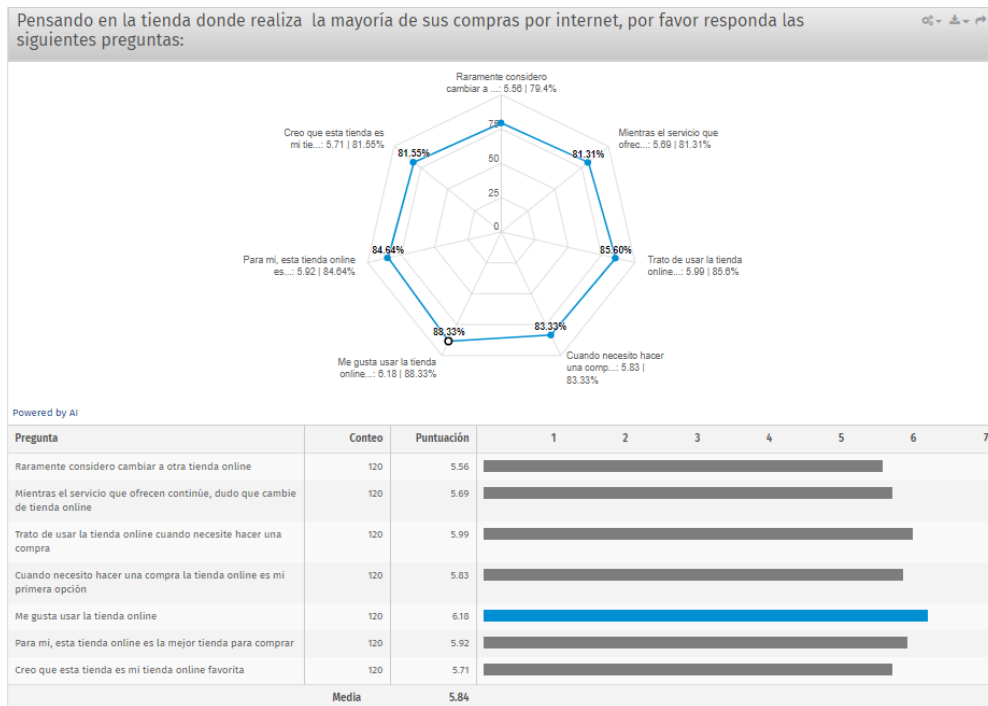 Pensando en la tienda donde realiza la mayoría de sus compras por internet, por favor responda las
siguientes preguntas:
Raramente considero
cambiar a ...: 5.56 | 79.4%
Creo que esta tienda es
mi tie...: 5.71 | 81.55%
Mientras el servicio que
ofrec...: 5.69 | 81.31%
75
81.55%
81.31%
50
25
0
84.64%
85.60%
Para mi, esta tienda online
es...: 5.92 | 84.64%
Trato de usar la tienda
online...: 5.99 | 85.6%
88.33%
83.33%
Me gusta usar la tienda
online...: 6.18 | 88.33%
Cuando necesito hacer
una comp...: 5.83 |
83.33%
Powered by AI
Pregunta Conteo Puntuación 1 2 3 4 5 6 7
Raramente considero cambiar a otra tienda online 120 5.56
Mientras el servicio que ofrecen continúe, dudo que cambie
de tienda online 120 5.69
Trato de usar la tienda online cuando necesite hacer una
compra 120 5.99
Cuando necesito hacer una compra la tienda online es mi
primera opción 120 5.83
Me gusta usar la tienda online 120 6.18
Para mi, esta tienda online es la mejor tienda para comprar 120 5.92
Creo que esta tienda es mi tienda online favorita 120 5.71
Media 5.84